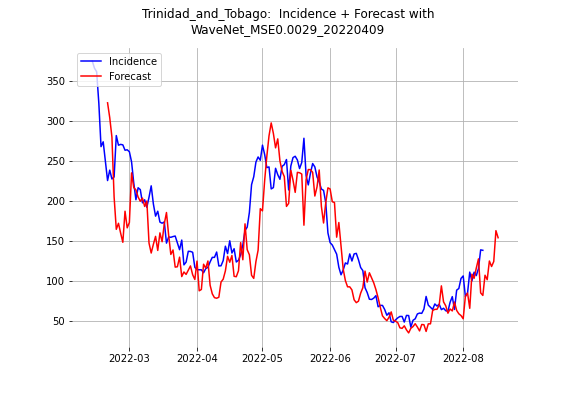 Trinidad_and_Tobago:  Incidence + Forecast with
WaveNet_MSE0.0029_20220409
Incidence
Forecast
350
300
250
200
150
100
50
2022-03 2022-04 2022-05 2022-06 2022-07 2022-08